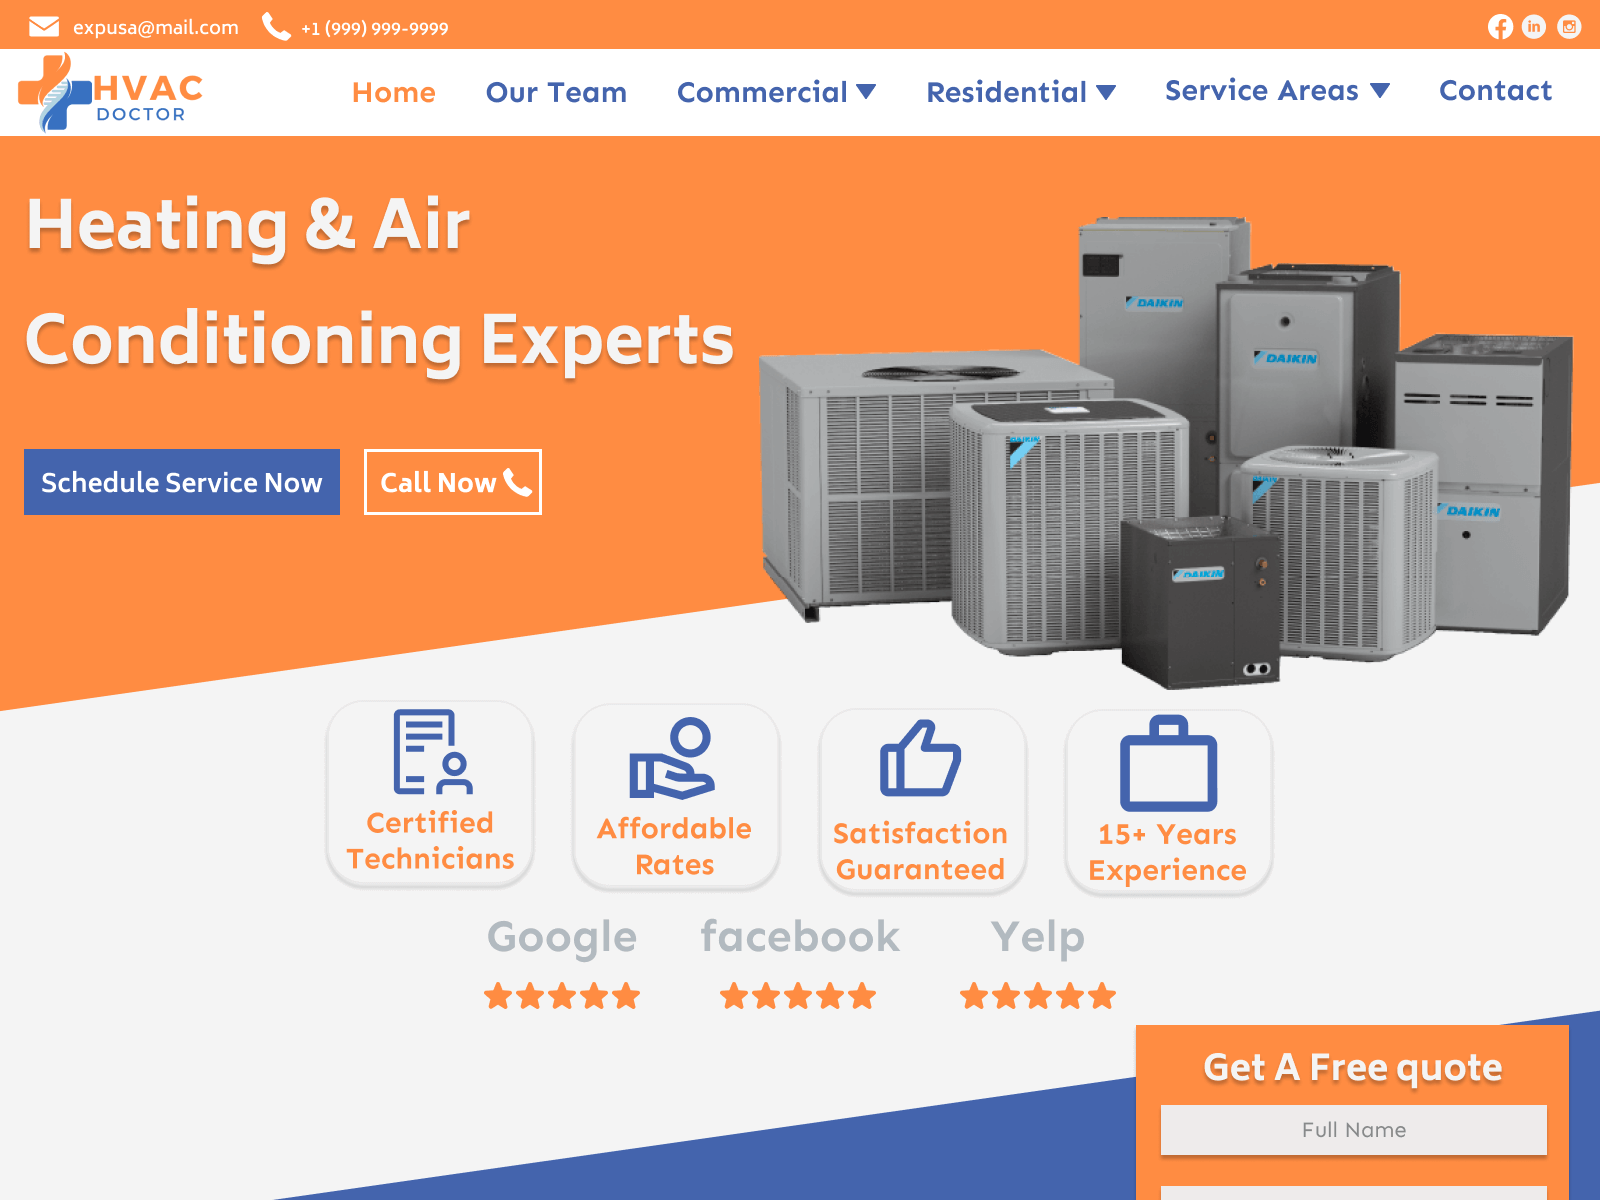 expusa@mail.com
+1 (999) 999-9999
HVAC
DOCTOR
Home
Our Team
Commercial
Residential
Service Areas
Contact
Heating & Air
Conditioning Experts
Schedule Service Now
Call Now
DAIKIN
DAIKIN
DAIKIN
DAIKIN
DAIKIN
DAIKIN
Certified
Technicians
Affordable
Rates
Satisfaction
Guaranteed
15+ Years
Experience
Google
facebook
Yelp
Get A Free quote
Full Name